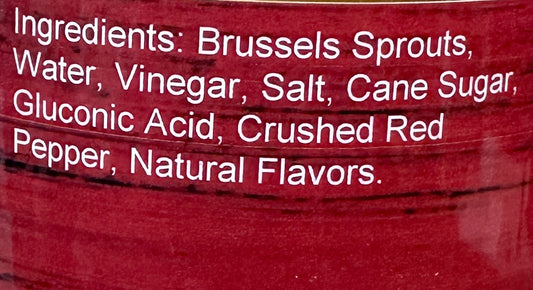 Ingredients: Brussels Sprouts,
Water, Vinegar, Salt, Cane Sugar,
Gluconic Acid, Crushed Red
Pepper, Natural Flavors.